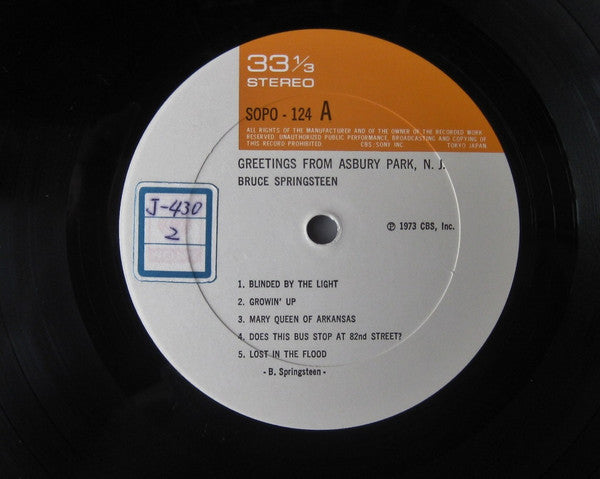 33 1/3
STEREO
SOPO - 124 A
ALL RIGHTS OF THE MANUFACTURER AND OF THE OWNER OF THE RECORDED WORK
RESERVED. UNAUTHORIZED PUBLIC PERFORMANCE, BROADCASTING AND COPYING OF
THIS RECORD PROHIBITED CBS/SONY INC. TOKYO JAPAN
GREETINGS FROM ASBURY PARK, N. J.
BRUCE SPRINGSTEEN
J-430
2
℗ 1973 CBS, Inc.
1. BLINDED BY THE LIGHT
2. GROWIN' UP
3. MARY QUEEN OF ARKANSAS
4. DOES THIS BUS STOP AT 82nd STREET?
5. LOST IN THE FLOOD
- B. Springsteen -